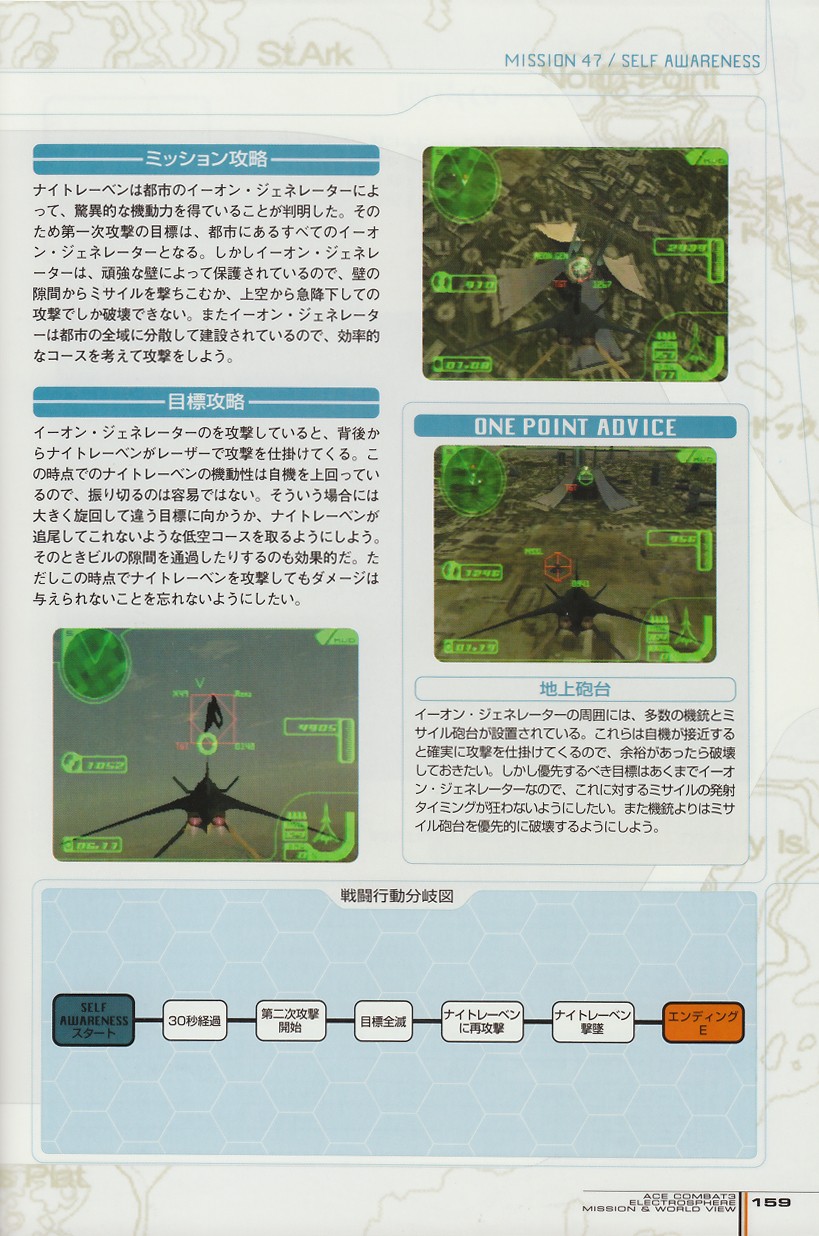 St.Ark
MISSION 47 / SELF AWARENESS
North Point
ミッション攻略
ナイトレーベンは都市のイーオン・ジェネレーターによ
って、驚異的な機動力を得ていることが判明した。その
ため第一次攻撃の目標は、都市にあるすべてのイーオ
ン・ジェネレーターとなる。しかしイーオン・ジェネレ
ーターは、頑強な壁によって保護されているので、壁の
隙間からミサイルを撃ちこむか、上空から急降下しての
攻撃でしか破壊できない。またイーオン・ジェネレータ
ーは都市の全域に分散して建設されているので、効率的
なコースを考えて攻撃をしよう。
目標攻略
イーオン・ジェネレーターのを攻撃していると、背後か
らナイトレーベンがレーザーで攻撃を仕掛けてくる。こ
の時点でのナイトレーベンの機動性は自機を上回ってい
るので、振り切るのは容易ではない。そういう場合には
大きく旋回して違う目標に向かうか、ナイトレーベンが
追尾してこれないような低空コースを取るようにしよう。
そのときビルの隙間を通過したりするのも効果的だ。た
だしこの時点でナイトレーベンを攻撃してもダメージは
与えられないことを忘れないようにしたい。
TGT
1052
4905
06.11
910
01.08
ONE POINT ADVICE
TGT
1246
956
01.19
地上砲台
イーオン・ジェネレーターの周囲には、多数の機銃とミ
サイル砲台が設置されている。これらは自機が接近する
と確実に攻撃を仕掛けてくるので、余裕があったら破壊
しておきたい。しかし優先するべき目標はあくまでイーオ
ン・ジェネレーターなので、これに対するミサイルの発射
タイミングが狂わないようにしたい。また機銃よりはミサ
イル砲台を優先的に破壊するようにしよう。
戦闘行動分岐図
SELF
AWARENESS
スタート
30秒経過
第二次攻撃
開始
目標全滅
ナイトレーベン
に再攻撃
ナイトレーベン
撃墜
エンディング
E
ACE COMBAT3
ELECTROSPHERE
MISSION & WORLD VIEW
159